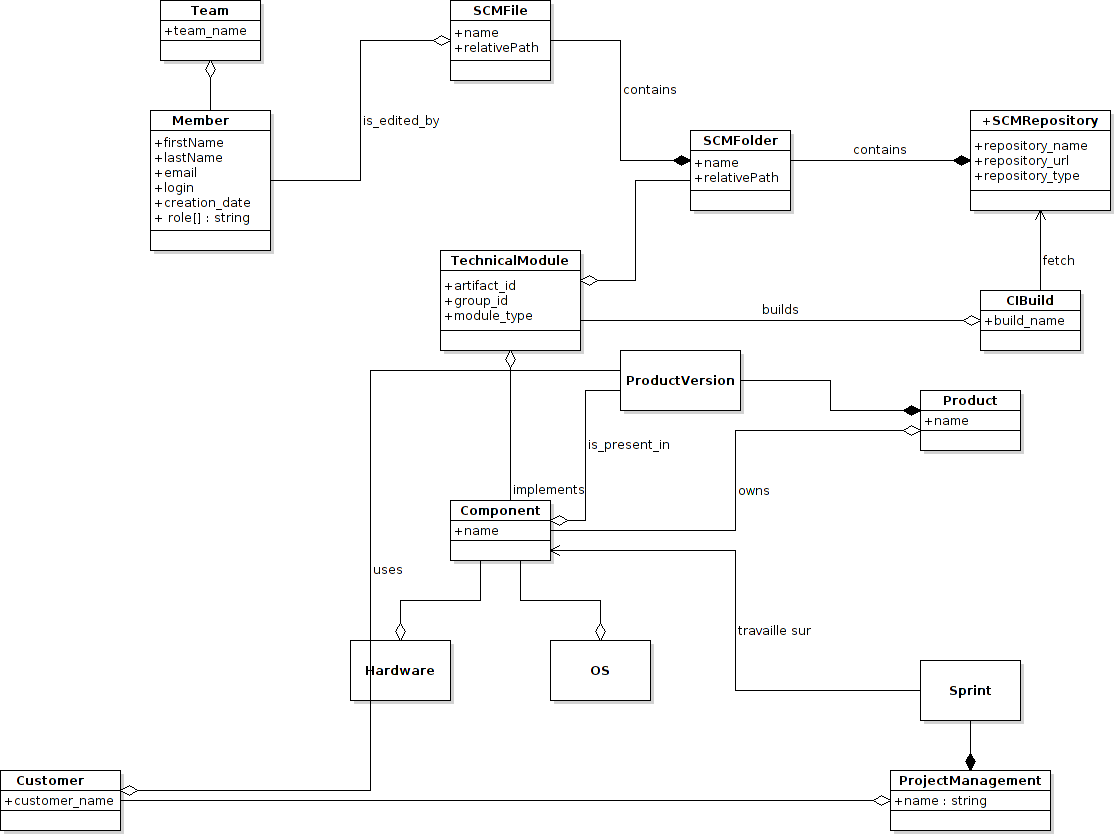 Team
+team_name
SCMFile
+name
+relativePath
contains
Member
+firstName
+lastName
+email
+login
+creation_date
+ role[] : string
is_edited_by
SCMFolder
+name
+relativePath
contains
+SCMRepository
+repository_name
+repository_url
+repository_type
fetch
TechnicalModule
+artifact_id
+group_id
+module_type
builds
CIBuild
+build_name
ProductVersion
Product
+name
is_present_in
implements
owns
Component
+name
uses
travaille sur
Hardware
OS
Sprint
Customer
+customer_name
ProjectManagement
+name : string